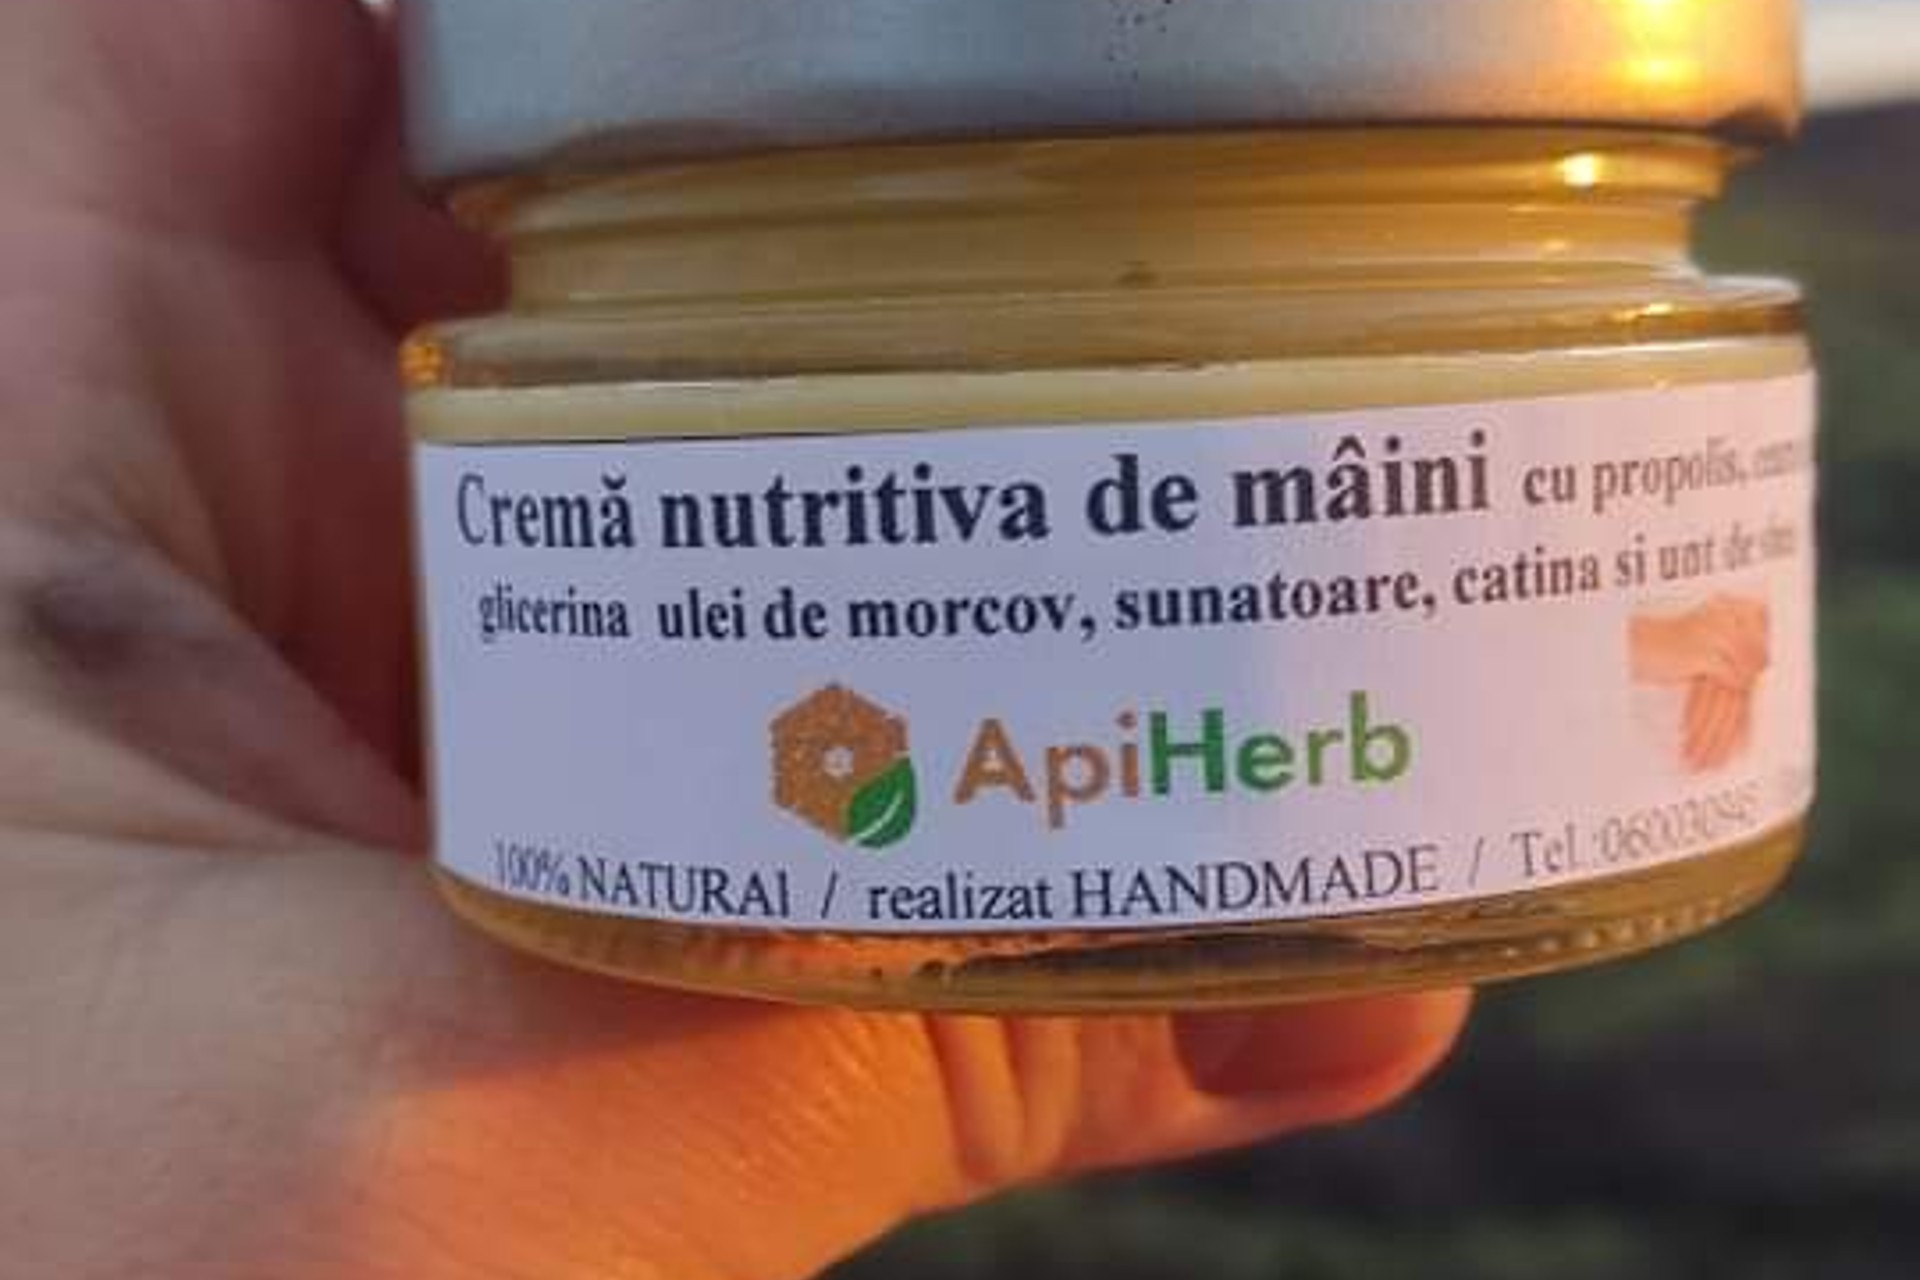 Cremă nutritiva de mâini cu propolis,
glicerina ulei de morcov, sunatoare, catina si unt de
ApiHerb
100% NATURAl / realizat HANDMADE / Tel.: